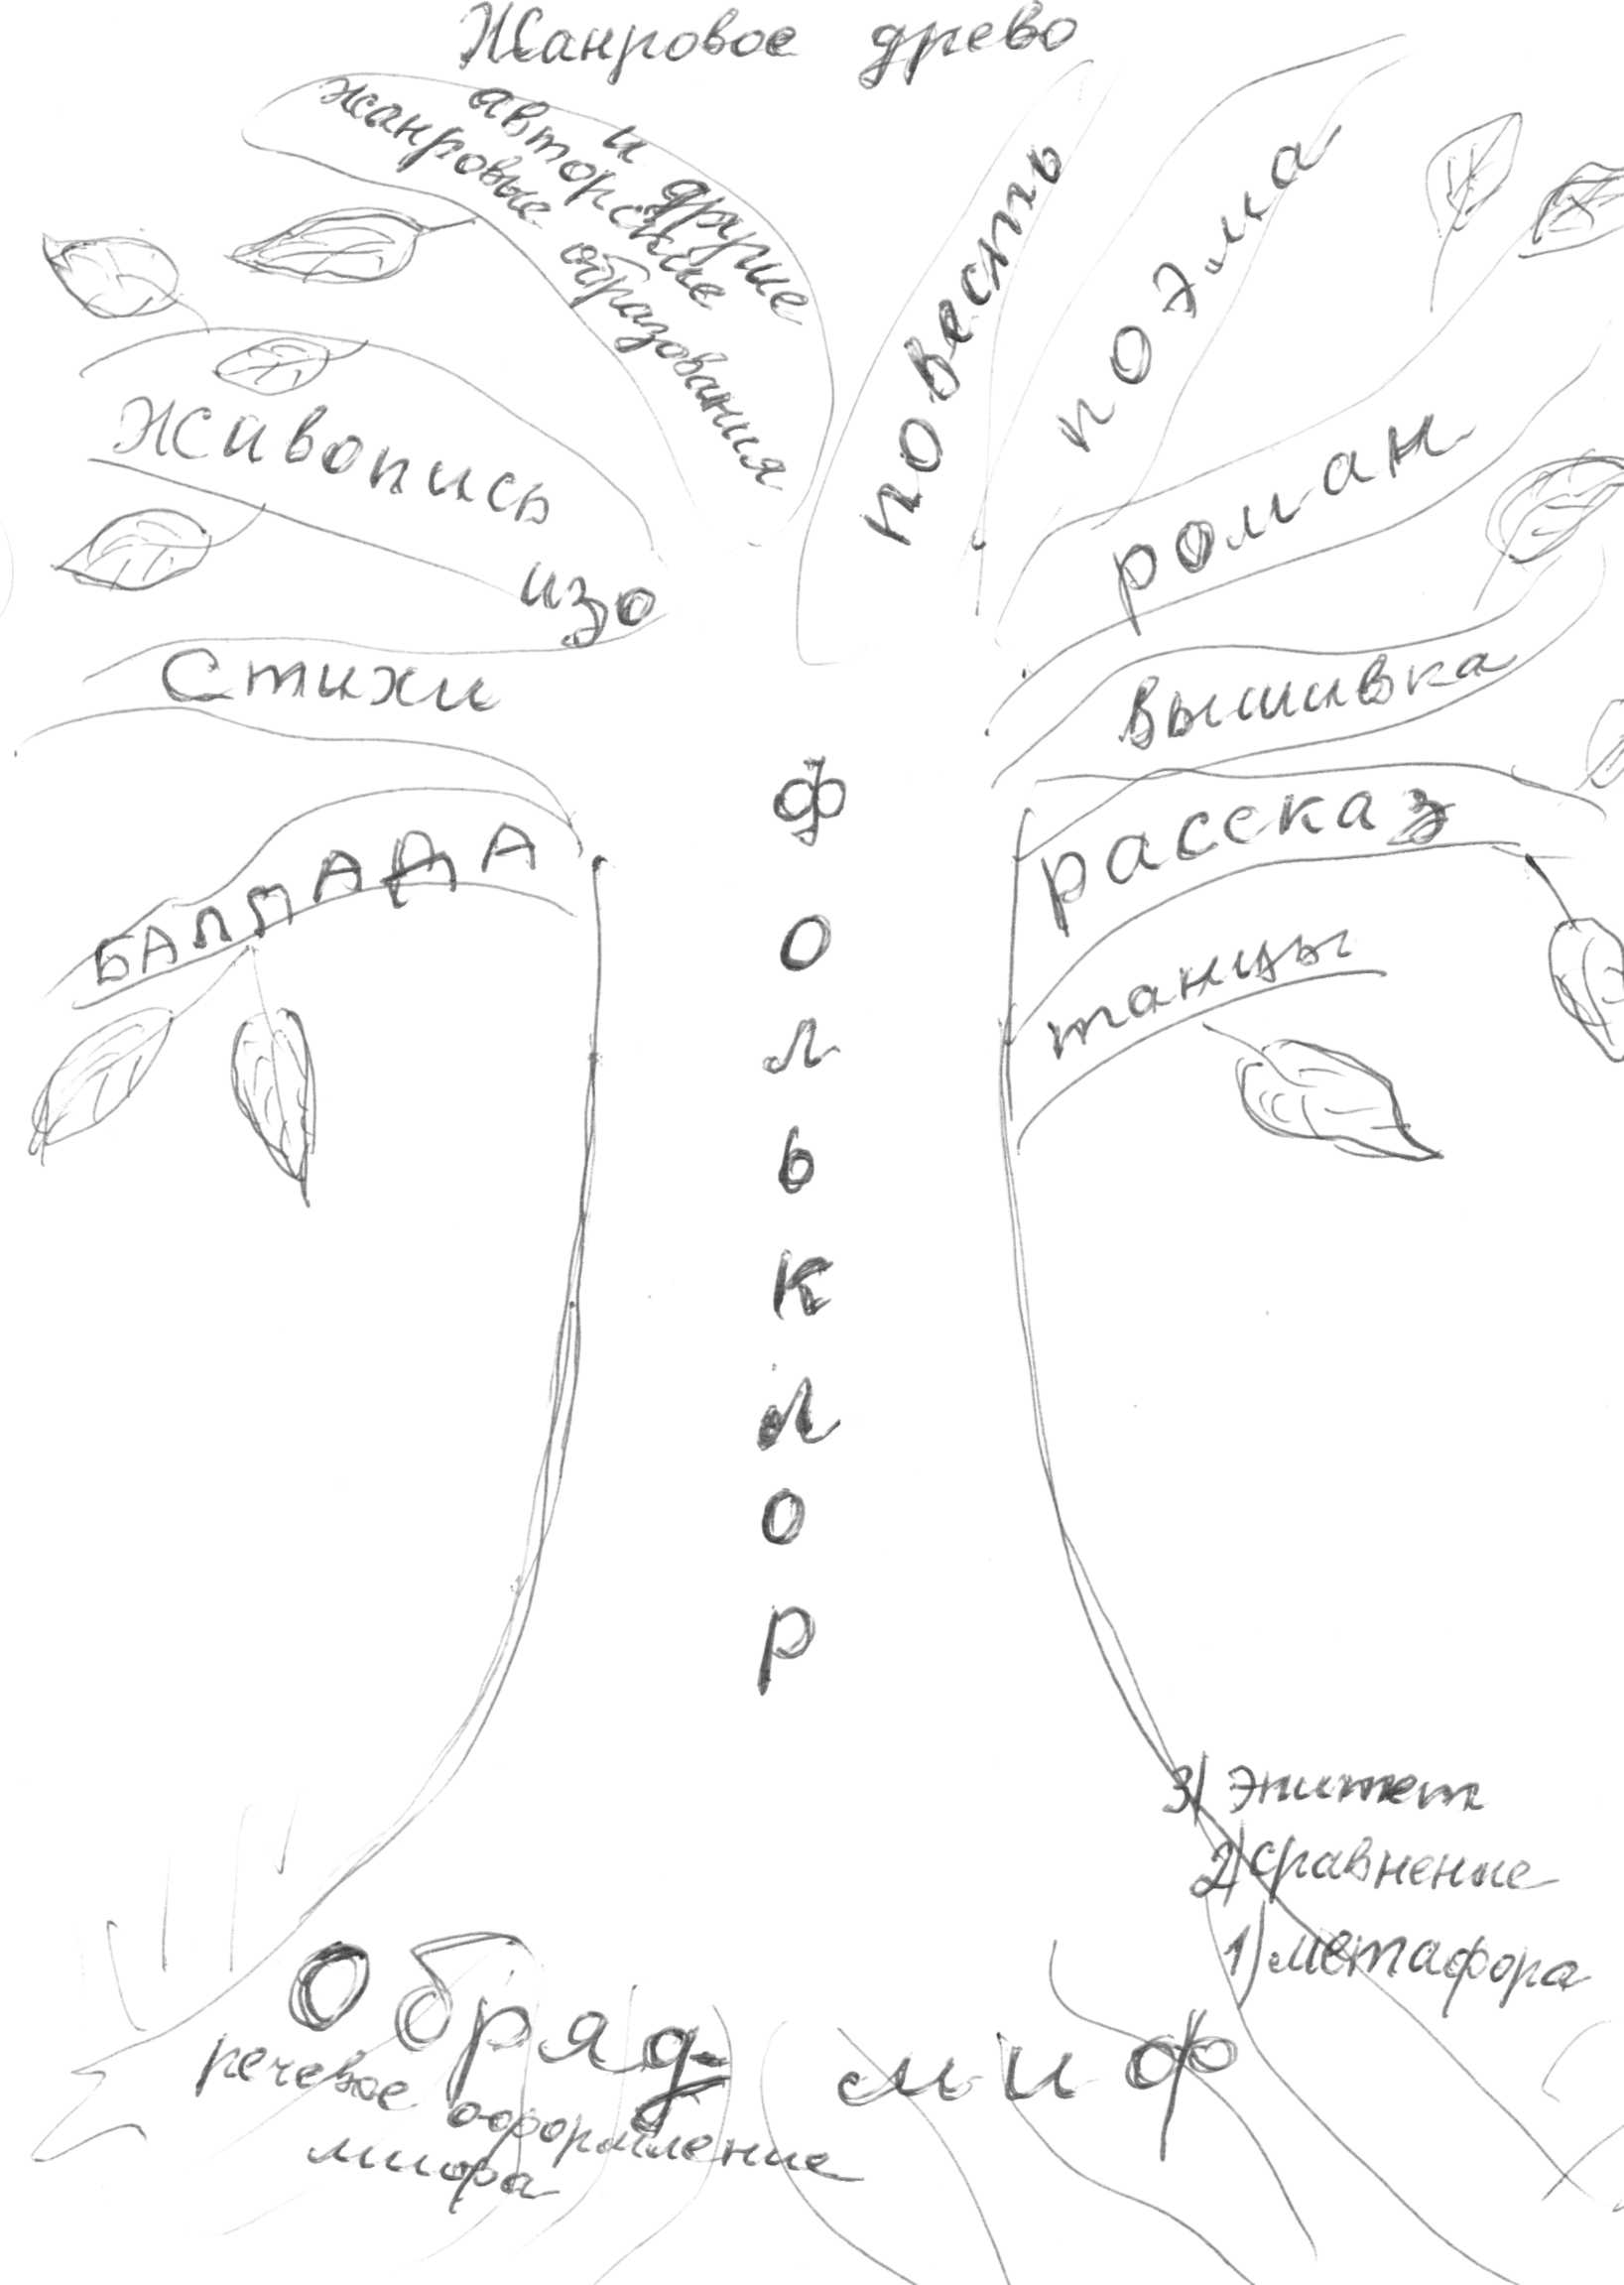 Жанровое древо
и другие
авторские
жанровые образования
повесть
поэма
роман
Живопись
изо
вышивка
Стихи
рассказ
БАЛЛАДА
танцы
фольклор
3) эпитет
2) сравнение
1) метафора
Обряд миф
речевое оформление
мифа